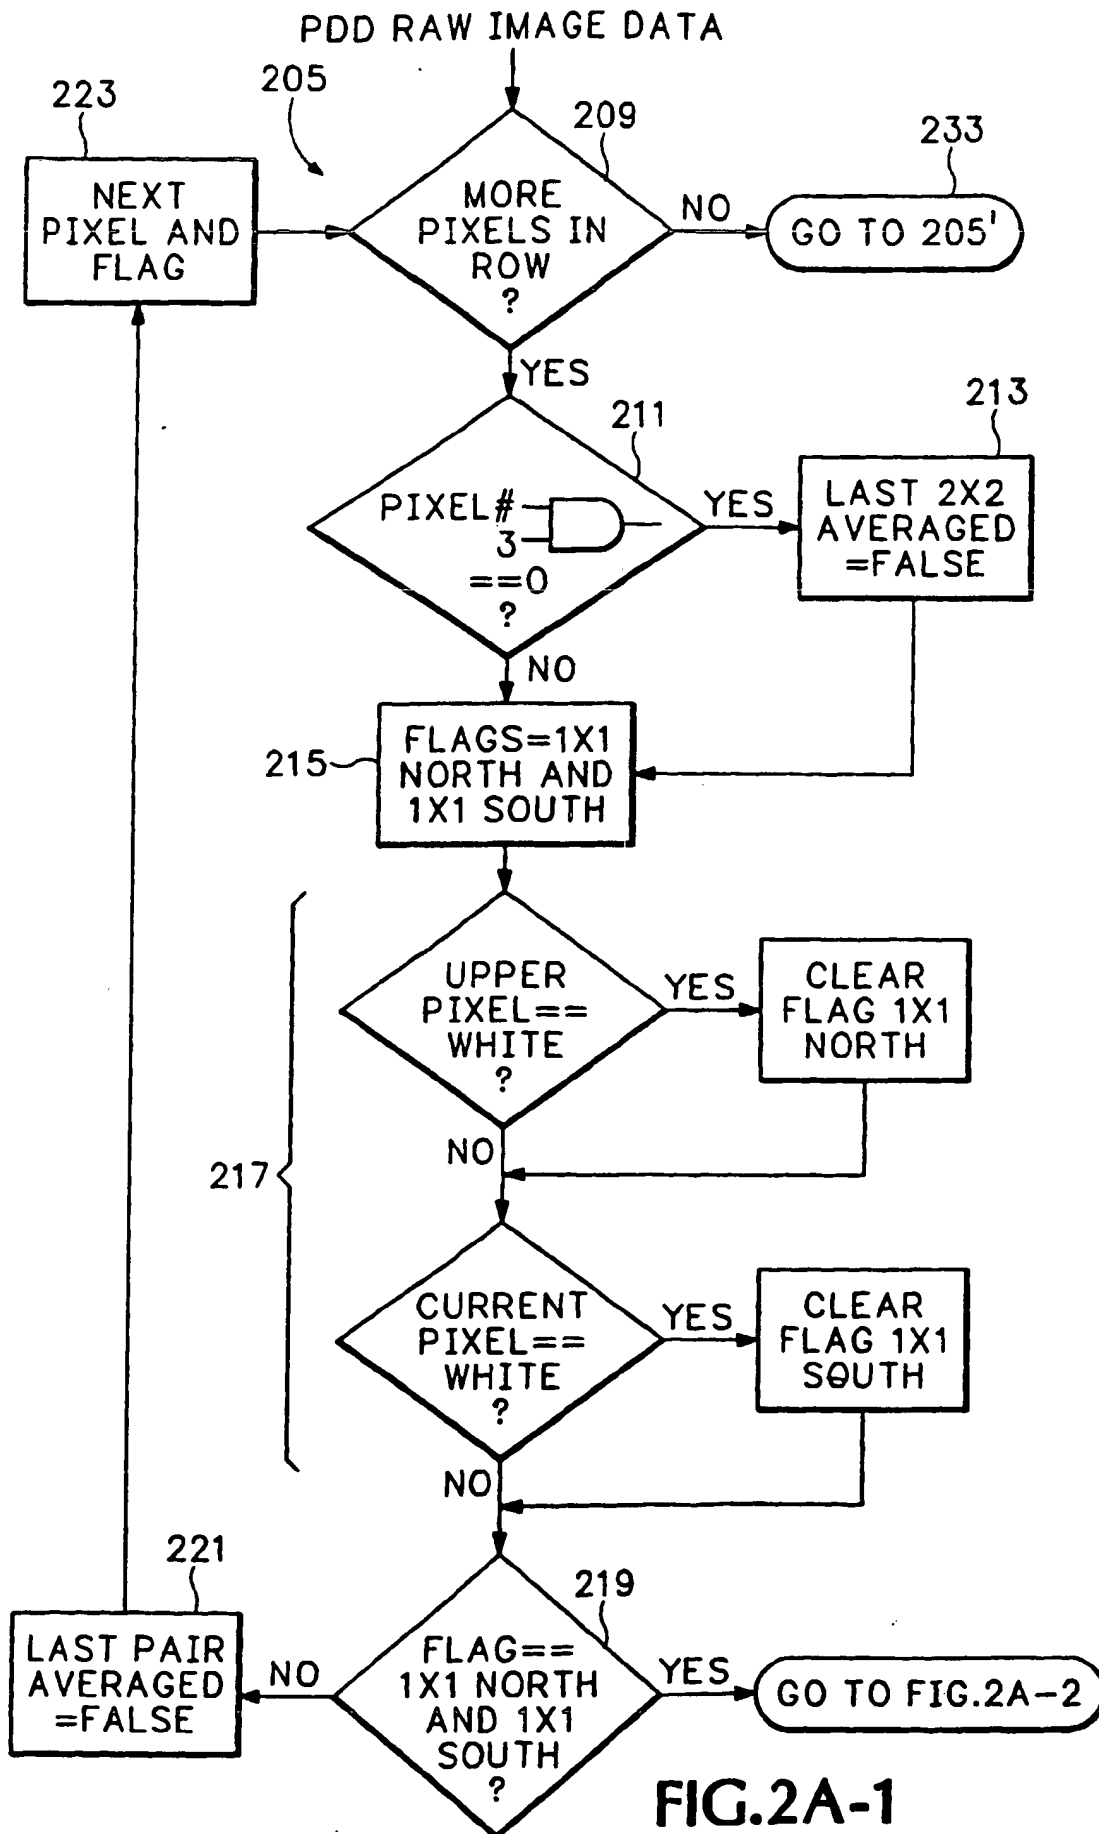 PDD RAW IMAGE DATA
205
223
209
233
NEXT
PIXEL AND
FLAG
MORE
PIXELS IN
ROW
?
NO
GO TO 205'
YES
211
213
PIXEL#
3
==0
?
YES
LAST 2X2
AVERAGED
=FALSE
NO
215
FLAGS=1X1
NORTH AND
1X1 SOUTH
217
UPPER
PIXEL==
WHITE
?
YES
CLEAR
FLAG 1X1
NORTH
NO
CURRENT
PIXEL==
WHITE
?
YES
CLEAR
FLAG 1X1
SOUTH
NO
221
219
LAST PAIR
AVERAGED
=FALSE
NO
FLAG==
1X1 NORTH
AND 1X1
SOUTH
?
YES
GO TO FIG.2A-2
FIG.2A-1